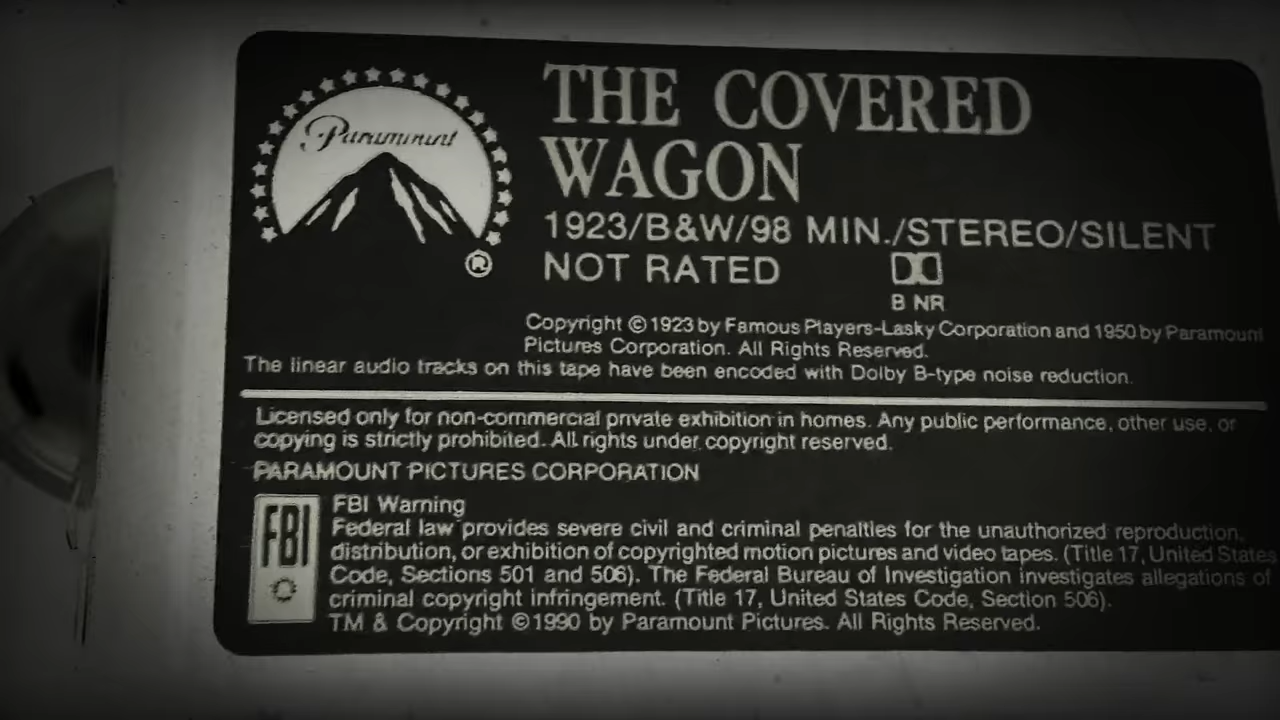 Paramount
®
THE COVERED
WAGON
1923/B&W/98 MIN./STEREO/SILENT
NOT RATED
B NR
Copyright ©1923 by Famous Players-Lasky Corporation and 1950 by Paramount
Pictures Corporation. All Rights Reserved.
The linear audio tracks on this tape have been encoded with Dolby B-type noise reduction.
Licensed only for non-commercial private exhibition in homes. Any public performance, other use, or
copying is strictly prohibited. All rights under copyright reserved.
PARAMOUNT PICTURES CORPORATION
FBI
FBI Warning
Federal law provides severe civil and criminal penalties for the unauthorized reproduction,
distribution, or exhibition of copyrighted motion pictures and video tapes. (Title 17, United States
Code, Sections 501 and 506). The Federal Bureau of Investigation investigates allegations of
criminal copyright infringement. (Title 17, United States Code, Section 506).
TM & Copyright ©1990 by Paramount Pictures. All Rights Reserved.